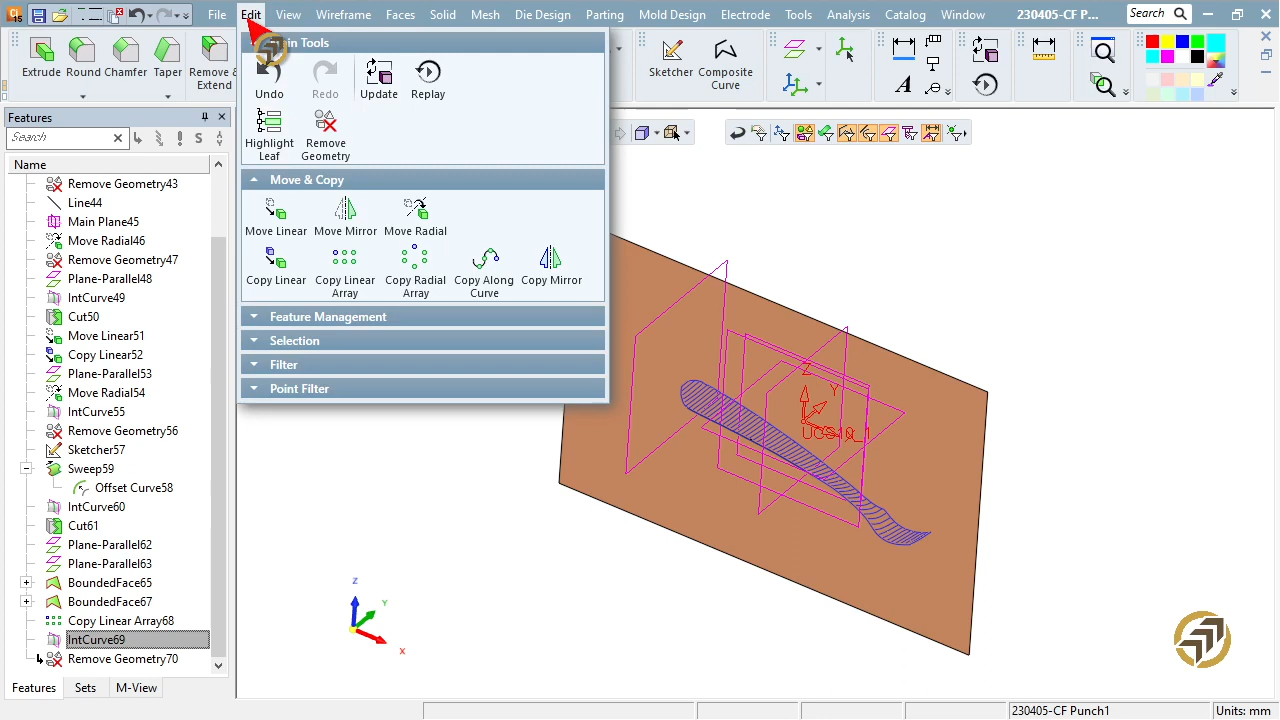 File Edit View Wireframe Faces Solid Mesh Die Design Parting Mold Design Electrode Tools Analysis Catalog Window 230405-CF P... Search
Extrude Round Chamfer Taper Remove & Extend
Sketcher Composite Curve
Main Tools
Undo Redo Update Replay
Highlight Leaf Remove Geometry
Move & Copy
Move Linear Move Mirror Move Radial
Copy Linear Copy Linear Array Copy Radial Array Copy Along Curve Copy Mirror
Feature Management
Selection
Filter
Point Filter
Features
Search
Name
Remove Geometry43
Line44
Main Plane45
Move Radial46
Remove Geometry47
Plane-Parallel48
IntCurve49
Cut50
Move Linear51
Copy Linear52
Plane-Parallel53
Move Radial54
IntCurve55
Remove Geometry56
Sketcher57
Sweep59
Offset Curve58
IntCurve60
Cut61
Plane-Parallel62
Plane-Parallel63
BoundedFace65
BoundedFace67
Copy Linear Array68
IntCurve69
Remove Geometry70
Features Sets M-View
Z
Y
X
Z
Y
230405-CF Punch1 Units: mm